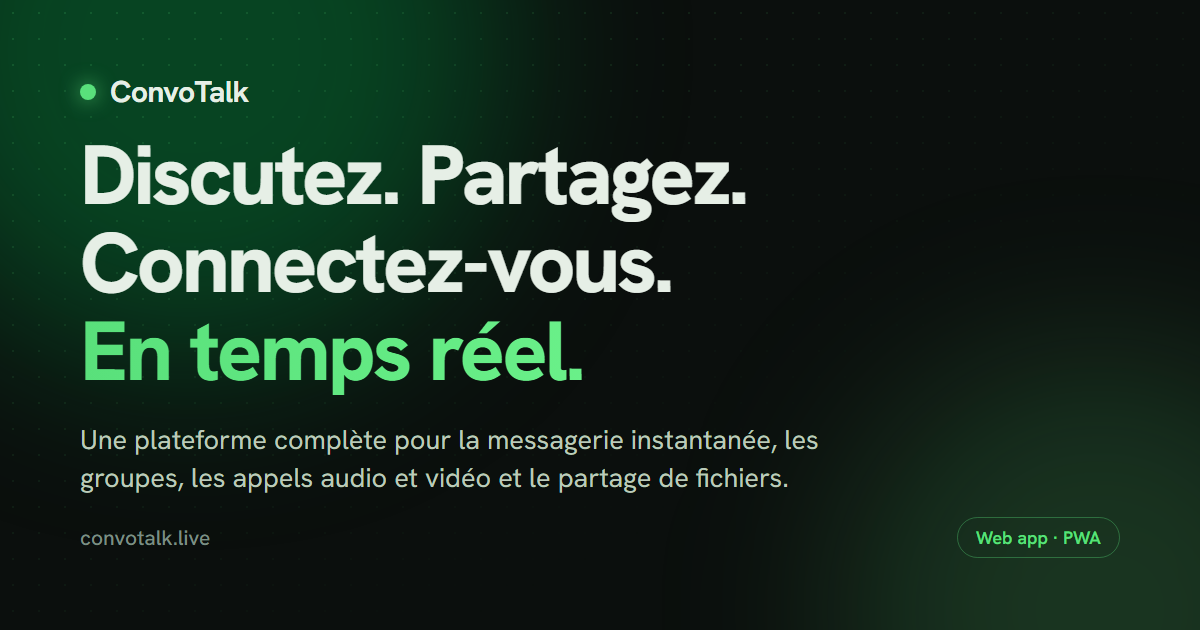 ConvoTalk
Discutez. Partagez.
Connectez-vous.
En temps réel.
Une plateforme complète pour la messagerie instantanée, les
groupes, les appels audio et vidéo et le partage de fichiers.
convotalk.live
Web app · PWA